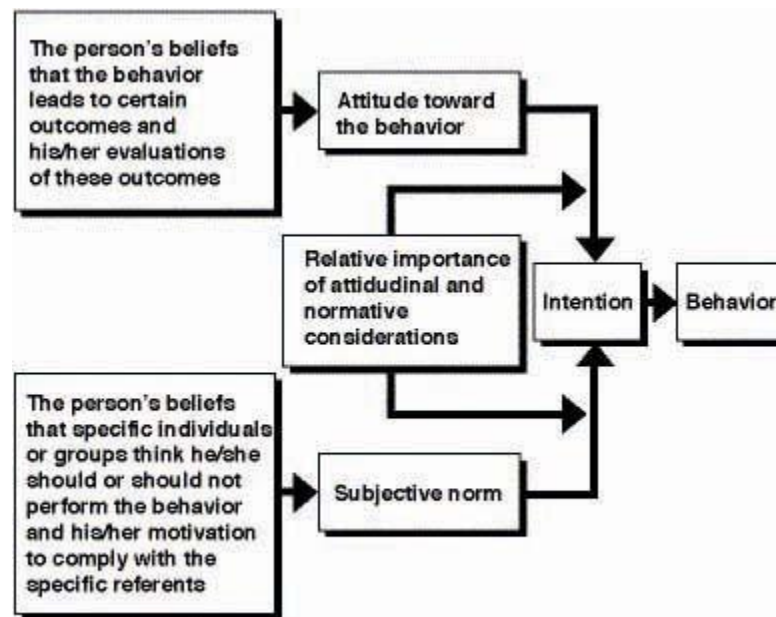 The person's beliefs
that the behavior
leads to certain
outcomes and
his/her evaluations
of these outcomes
Attitude toward
the behavior
Relative importance
of attidudinal and
normative
considerations
Intention
Behavior
The person's beliefs
that specific individuals
or groups think he/she
should or should not
perform the behavior
and his/her motivation
to comply with the
specific referents
Subjective norm